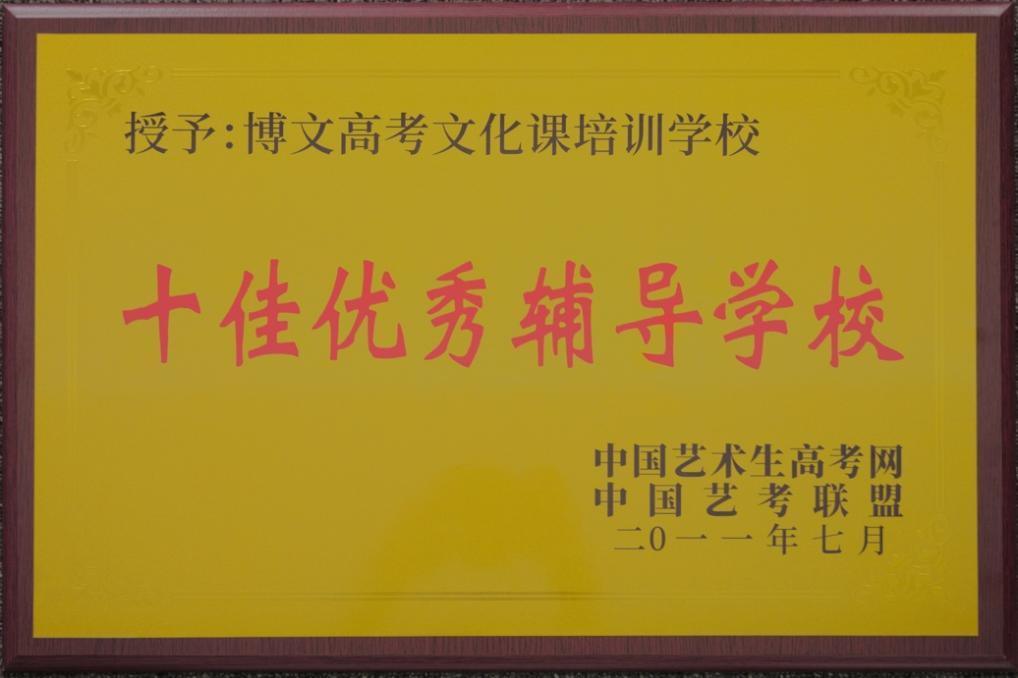 授予:博文高考文化课培训学校
十佳优秀辅导学校
中国艺术生高考网
中国艺考联盟
二0一一年七月